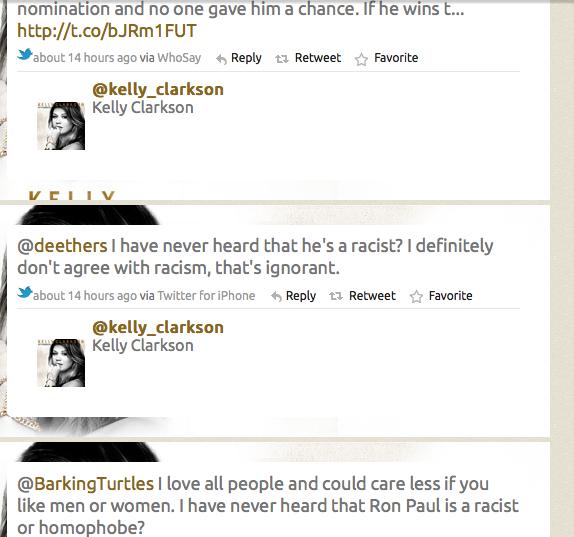 nomination and no one gave him a chance. If he wins t...
http://t.co/bJRm1FUT
about 14 hours ago via WhoSay Reply Retweet Favorite
@kelly_clarkson
Kelly Clarkson
KELLY
@deethers I have never heard that he's a racist? I definitely
don't agree with racism, that's ignorant.
about 14 hours ago via Twitter for iPhone Reply Retweet Favorite
@kelly_clarkson
Kelly Clarkson
@BarkingTurtles I love all people and could care less if you
like men or women. I have never heard that Ron Paul is a racist
or homophobe?